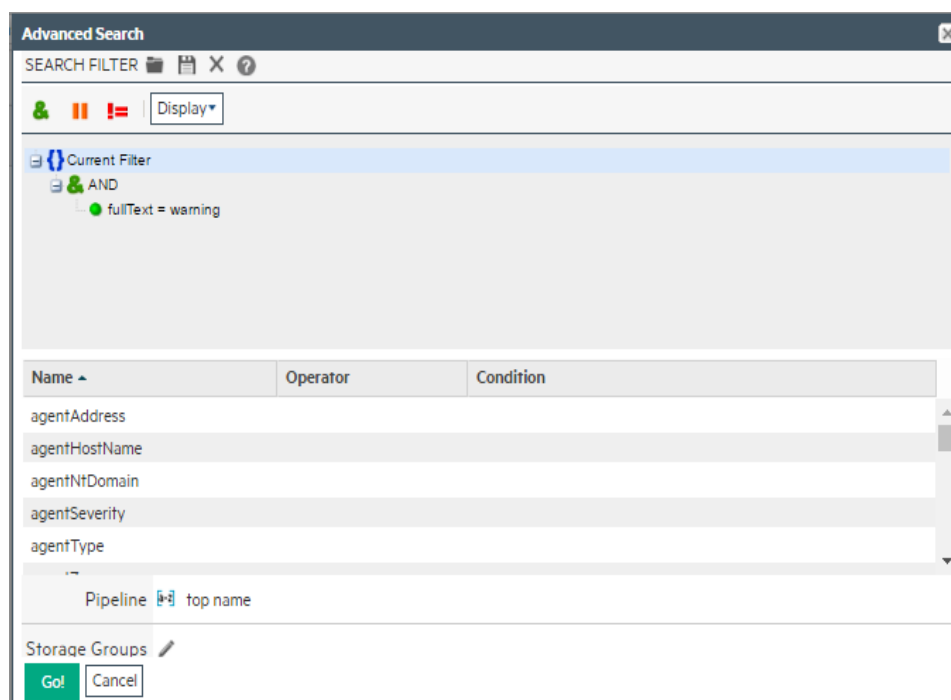 Advanced Search
SEARCH FILTER
Display
{} Current Filter
& AND
fullText = warning
Name Operator Condition
agentAddress
agentHostName
agentNtDomain
agentSeverity
agentType
Pipeline top name
Storage Groups
Go! Cancel